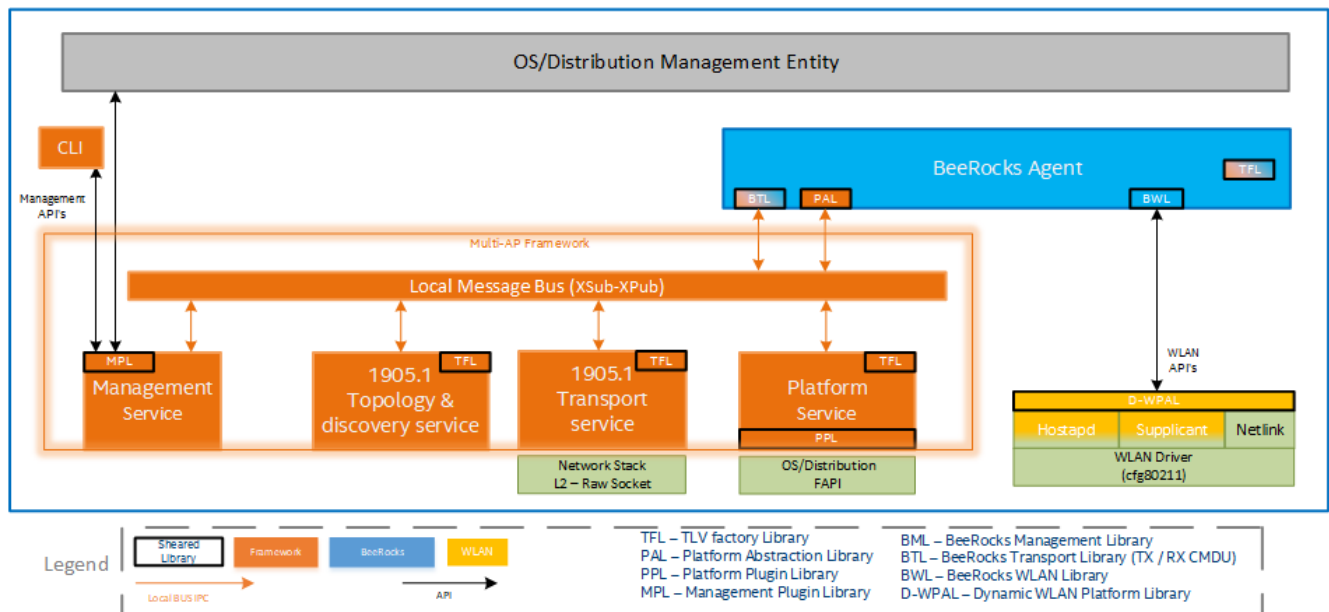 OS/Distribution Management Entity
CLI
Management
API's
BeeRocks Agent
TFL
BTL
PAL
BWL
Multi-AP Framework
Local Message Bus (XSub-XPub)
MPL
Management
Service
TFL
1905.1
Topology &
discovery service
TFL
1905.1
Transport
service
TFL
Platform
Service
PPL
Network Stack
L2 – Raw Socket
OS/Distribution
FAPI
WLAN
API's
D-WPAL
Hostapd
Supplicant
Netlink
WLAN Driver
(cfg80211)
Legend
Sheared
Library
Framework
BeeRocks
WLAN
Local BUS IPC
API
TFL – TLV factory Library
PAL – Platform Abstraction Library
PPL – Platform Plugin Library
MPL – Management Plugin Library
BML – BeeRocks Management Library
BTL – BeeRocks Transport Library (TX / RX CMDU)
BWL – BeeRocks WLAN Library
D-WPAL – Dynamic WLAN Platform Library